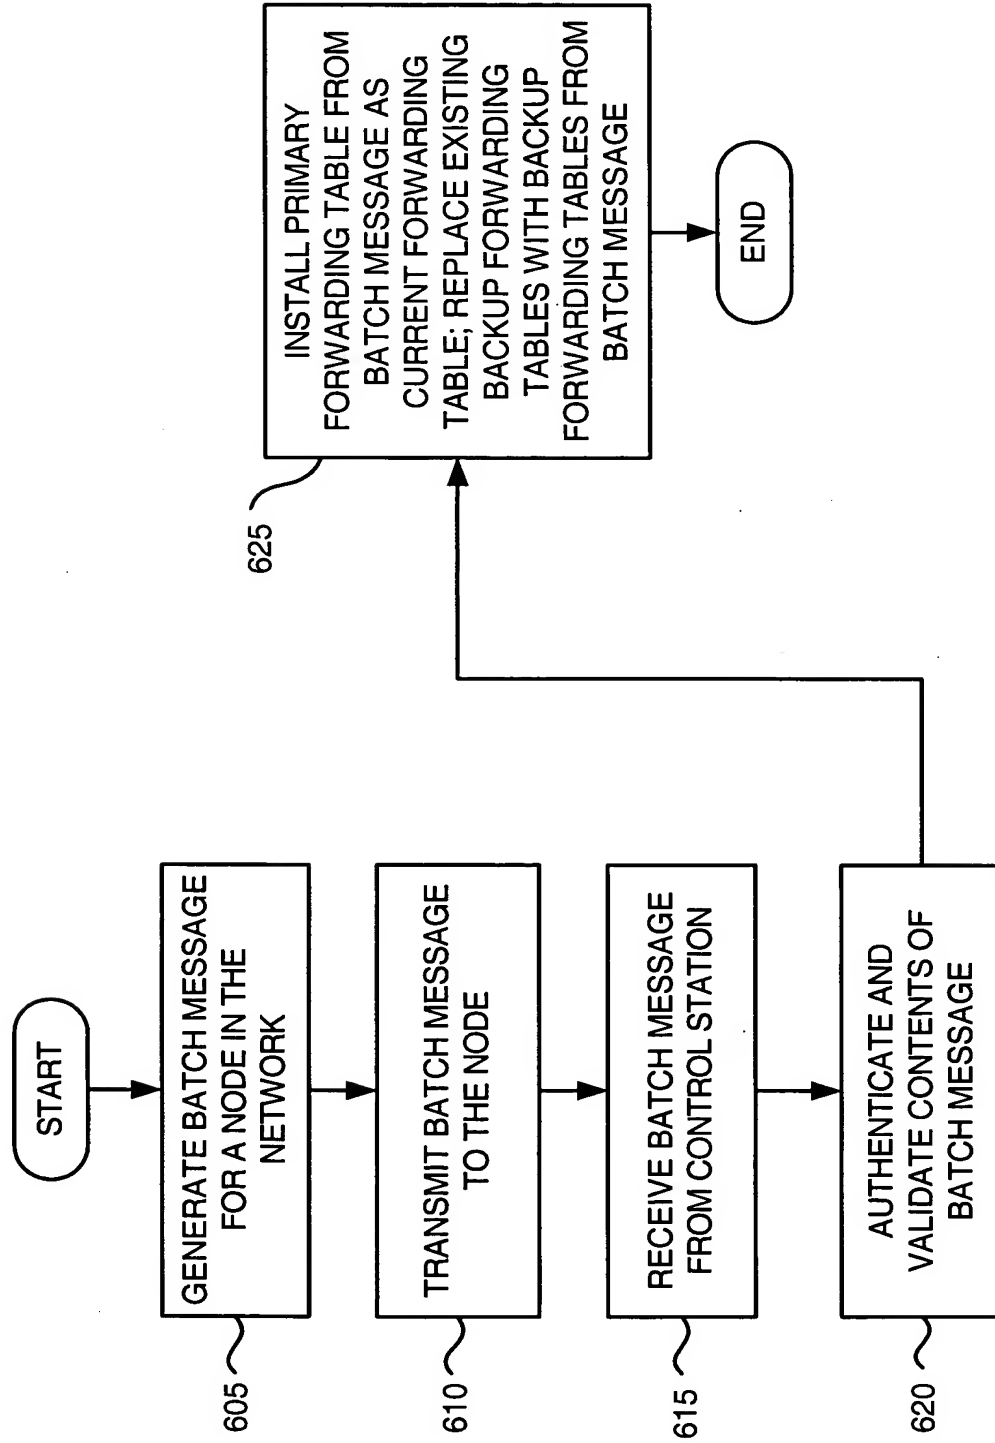 START
GENERATE BATCH MESSAGE
FOR A NODE IN THE
NETWORK
605
TRANSMIT BATCH MESSAGE
TO THE NODE
610
RECEIVE BATCH MESSAGE
FROM CONTROL STATION
615
AUTHENTICATE AND
VALIDATE CONTENTS OF
BATCH MESSAGE
620
625
INSTALL PRIMARY
FORWARDING TABLE FROM
BATCH MESSAGE AS
CURRENT FORWARDING
TABLE; REPLACE EXISTING
BACKUP FORWARDING
TABLES WITH BACKUP
FORWARDING TABLES FROM
BATCH MESSAGE
END